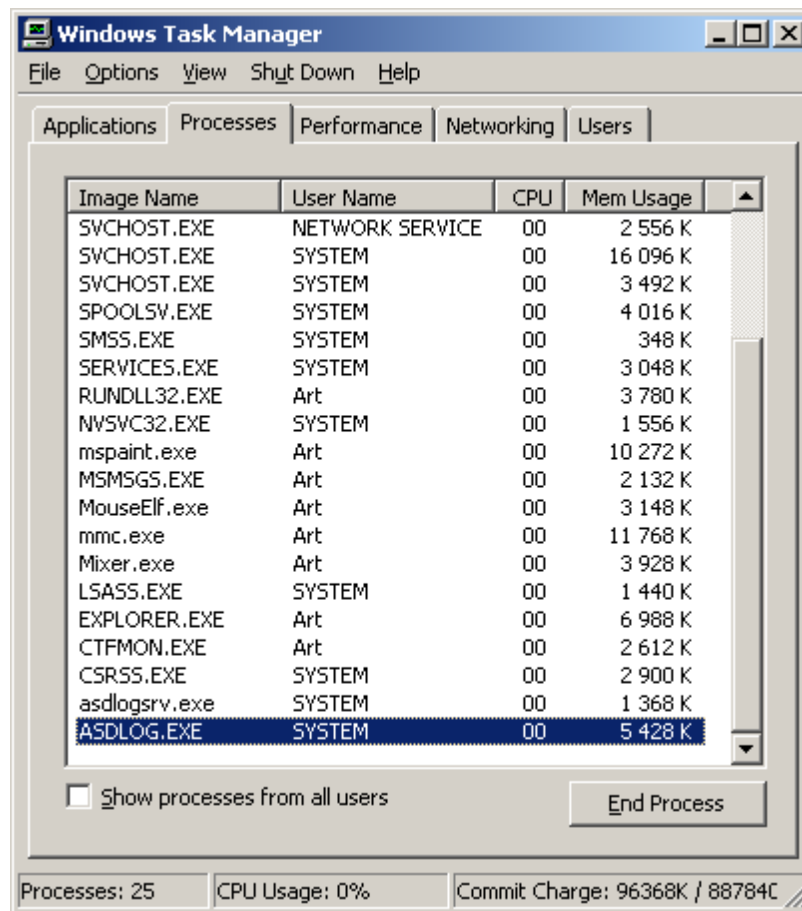 Windows Task Manager
File Options View Shut Down Help
Applications Processes Performance Networking Users
Image Name User Name CPU Mem Usage
SVCHOST.EXE NETWORK SERVICE 00 2 556 K
SVCHOST.EXE SYSTEM 00 16 096 K
SVCHOST.EXE SYSTEM 00 3 492 K
SPOOLSV.EXE SYSTEM 00 4 016 K
SMSS.EXE SYSTEM 00 348 K
SERVICES.EXE SYSTEM 00 3 048 K
RUNDLL32.EXE Art 00 3 780 K
NVSVC32.EXE SYSTEM 00 1 556 K
mspaint.exe Art 00 10 272 K
MSMSGS.EXE Art 00 2 132 K
MouseElf.exe Art 00 3 148 K
mmc.exe Art 00 11 768 K
Mixer.exe Art 00 3 928 K
LSASS.EXE SYSTEM 00 1 440 K
EXPLORER.EXE Art 00 6 988 K
CTFMON.EXE Art 00 2 612 K
CSRSS.EXE SYSTEM 00 2 900 K
asdlogsrv.exe SYSTEM 00 1 368 K
ASDLOG.EXE SYSTEM 00 5 428 K
Show processes from all users
End Process
Processes: 25 CPU Usage: 0% Commit Charge: 96368K /